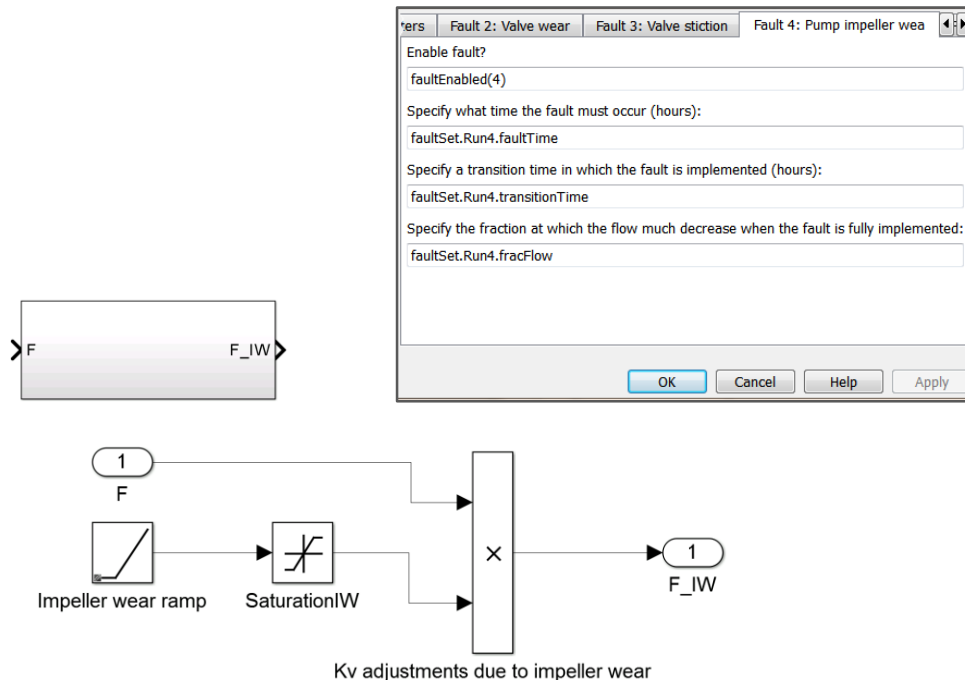 ters Fault 2: Valve wear Fault 3: Valve stiction Fault 4: Pump impeller wea
Enable fault?
faultEnabled(4)
Specify what time the fault must occur (hours):
faultSet.Run4.faultTime
Specify a transition time in which the fault is implemented (hours):
faultSet.Run4.transitionTime
Specify the fraction at which the flow much decrease when the fault is fully implemented:
faultSet.Run4.fracFlow
OK Cancel Help Apply
F F_IW
1
F
Impeller wear ramp SaturationIW
×
1
F_IW
Kv adjustments due to impeller wear